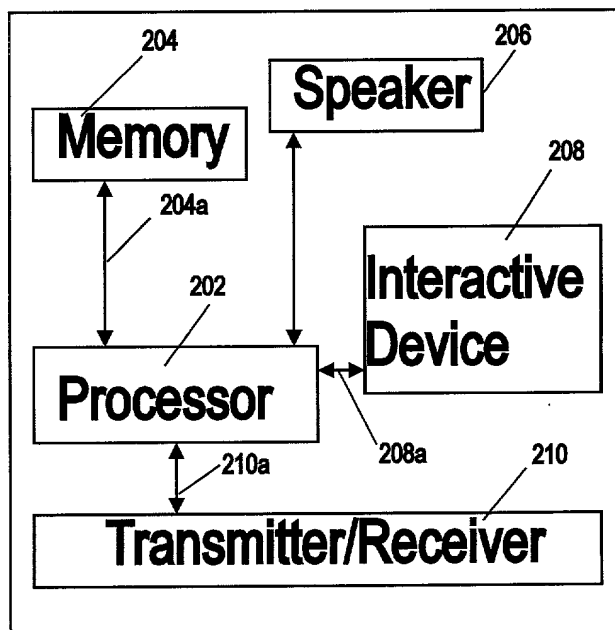 204
206
Speaker
Memory
208
204a
Interactive
Device
202
Processor
208a
210a
210
Transmitter/Receiver